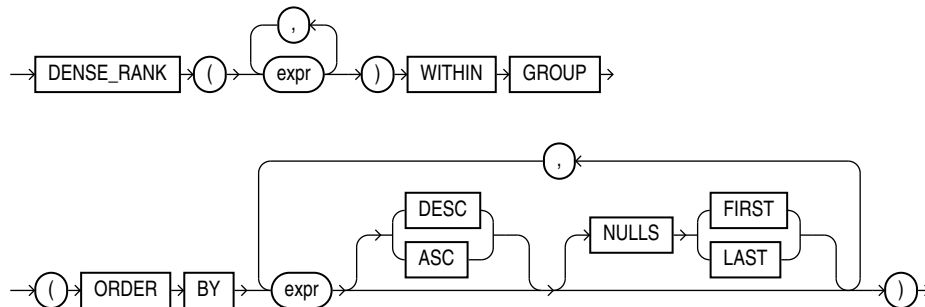 ,
DENSE_RANK ( expr ) WITHIN GROUP
,
DESC FIRST
NULLS
ASC LAST
( ORDER BY expr )